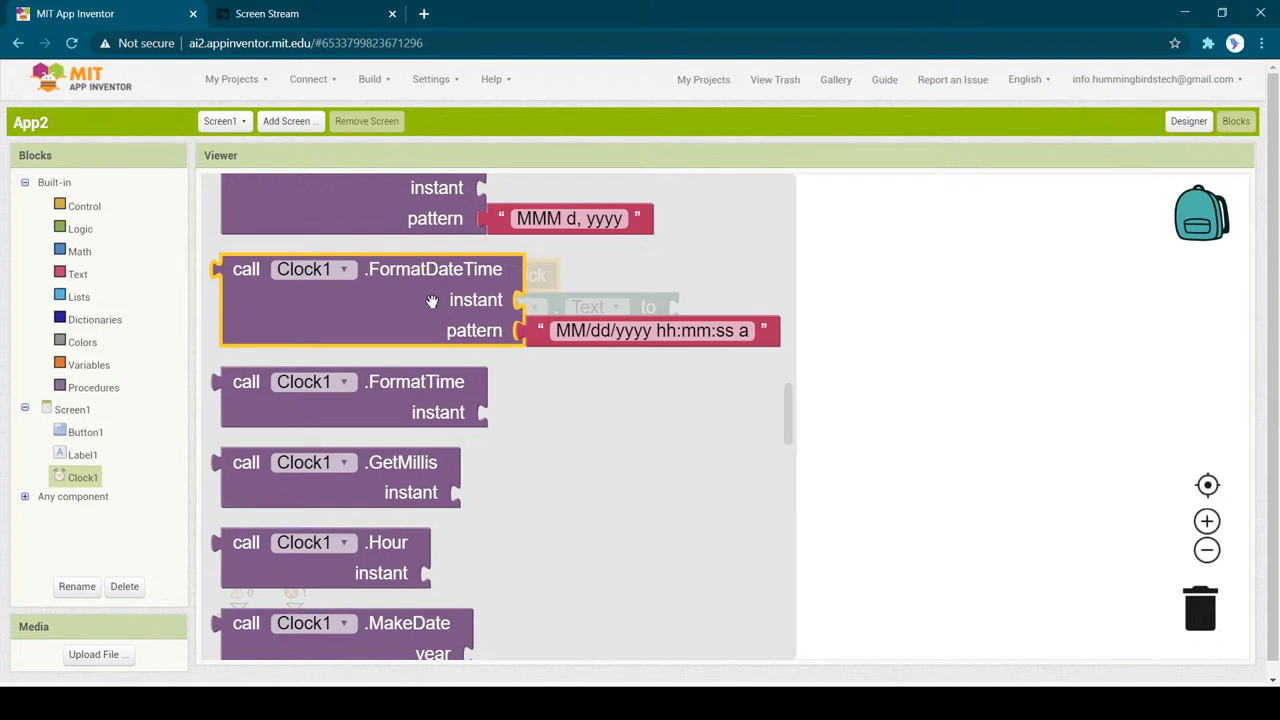 MIT App Inventor
Screen Stream
Not secure
ai2.appinventor.mit.edu/#6533799823671296
MIT
APP INVENTOR
My Projects
Connect
Build
Settings
Help
My Projects
View Trash
Gallery
Guide
Report an Issue
English
info.hummingbirdstech@gmail.com
App2
Screen1
Add Screen ...
Remove Screen
Designer
Blocks
Blocks
Viewer
Built-in
Control
Logic
Math
Text
Lists
Dictionaries
Colors
Variables
Procedures
Screen1
Button1
Label1
Clock1
Any component
Rename
Delete
Media
Upload File ...
instant
pattern “ MMM d, yyyy ”
call Clock1 .FormatDateTime
instant
Text to
pattern “ MM/dd/yyyy hh:mm:ss a ”
call Clock1 .FormatTime
instant
call Clock1 .GetMillis
instant
call Clock1 .Hour
instant
0 1
call Clock1 .MakeDate
year